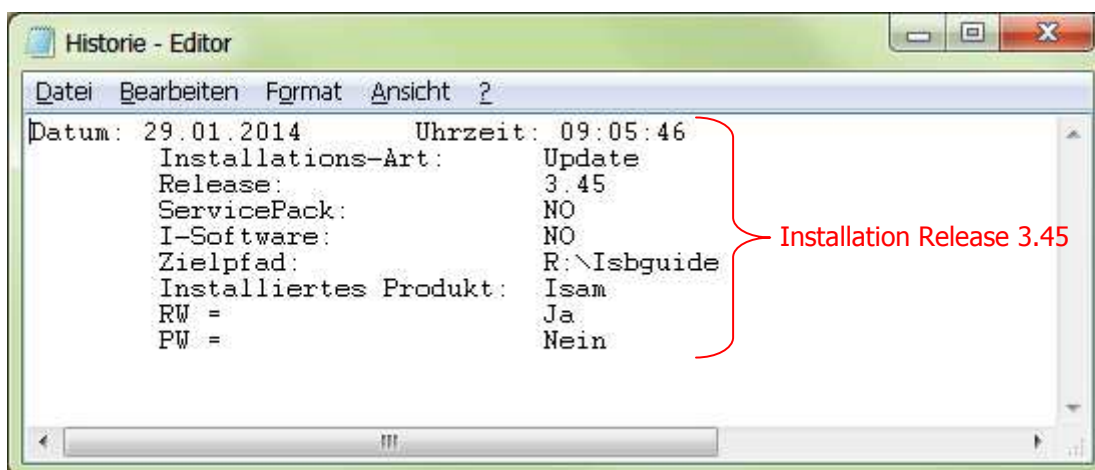 Historie - Editor
Datei Bearbeiten Format Ansicht ?
Datum: 29.01.2014 Uhrzeit: 09:05:46
Installations-Art: Update
Release: 3.45
ServicePack: NO
I-Software: NO
Zielpfad: R:\Isbguide
Installiertes Produkt: Isam
RW = Ja
PW = Nein
Installation Release 3.45